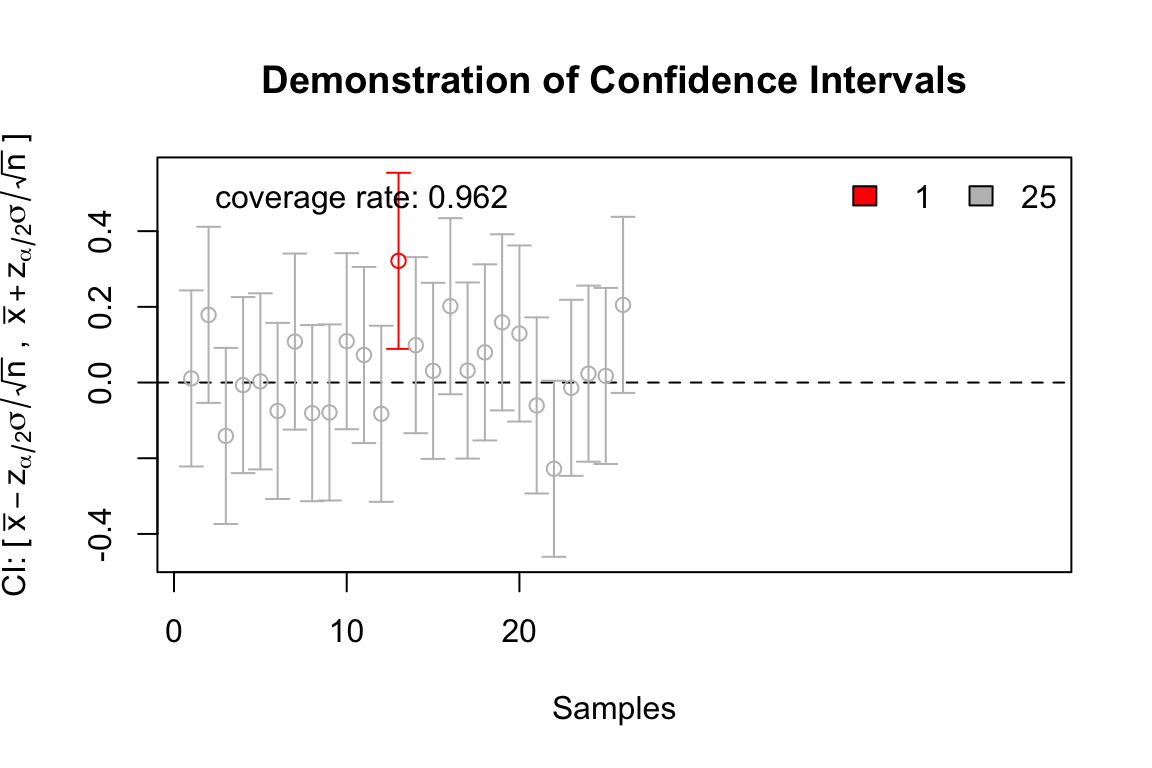 Demonstration of Confidence Intervals
CI: [ x̅ − zα/2σ/√n , x̅ + zα/2σ/√n ]
coverage rate: 0.962
1 25
0.4
0.2
0.0
-0.4
0 10 20
Samples